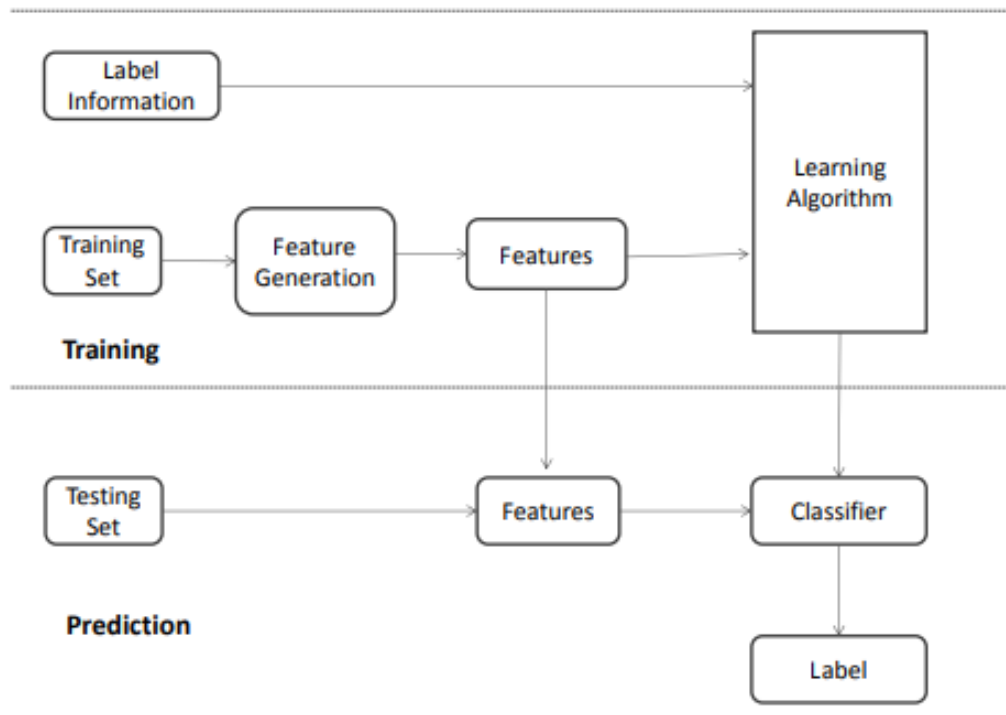 Label
Information
Learning
Algorithm
Training
Set
Feature
Generation
Features
Training
Testing
Set
Features
Classifier
Prediction
Label